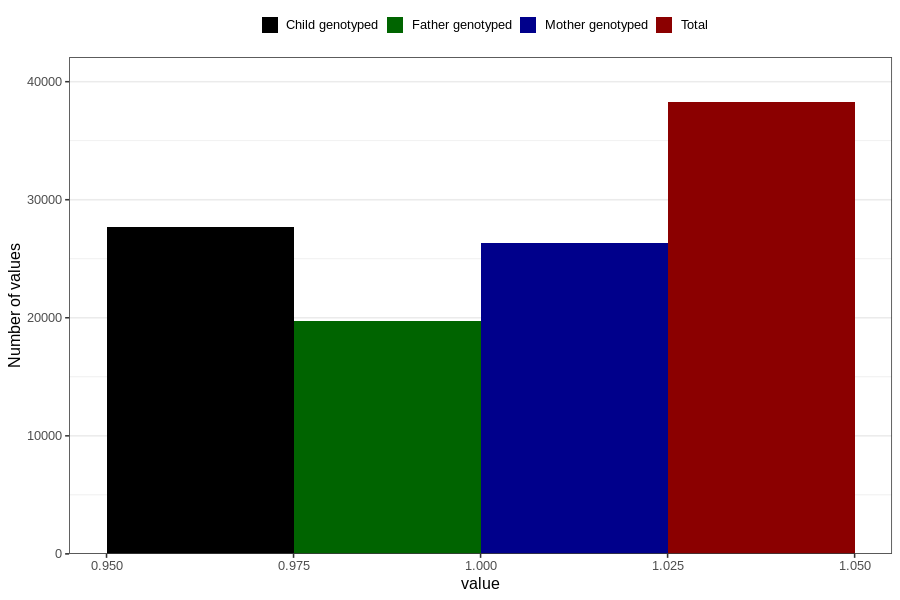 Child genotyped Father genotyped Mother genotyped Total
40000
30000
20000
10000
0
Number of values
0.950 0.975 1.000 1.025 1.050
value